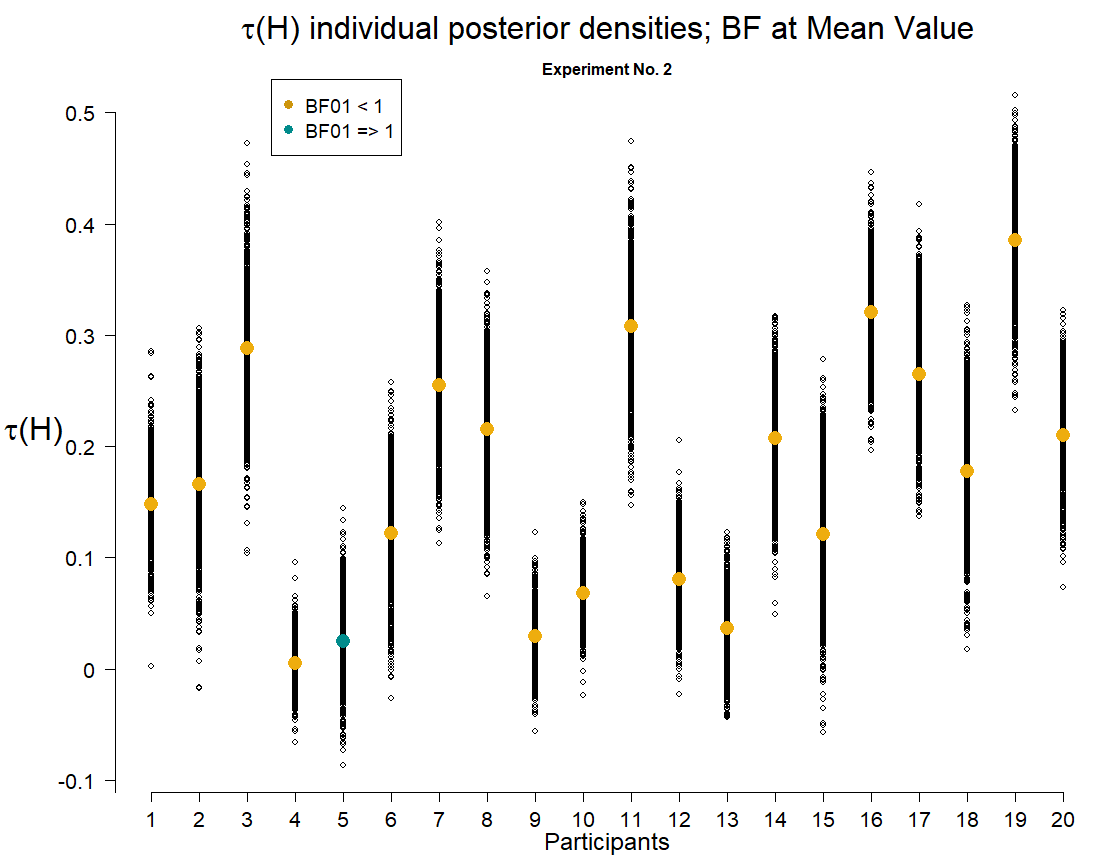 τ(H) individual posterior densities; BF at Mean Value
Experiment No. 2
BF01 < 1
BF01 => 1
0.5
0.4
0.3
0.2
0.1
0
-0.1
τ(H)
1 2 3 4 5 6 7 8 9 10 11 12 13 14 15 16 17 18 19 20
Participants